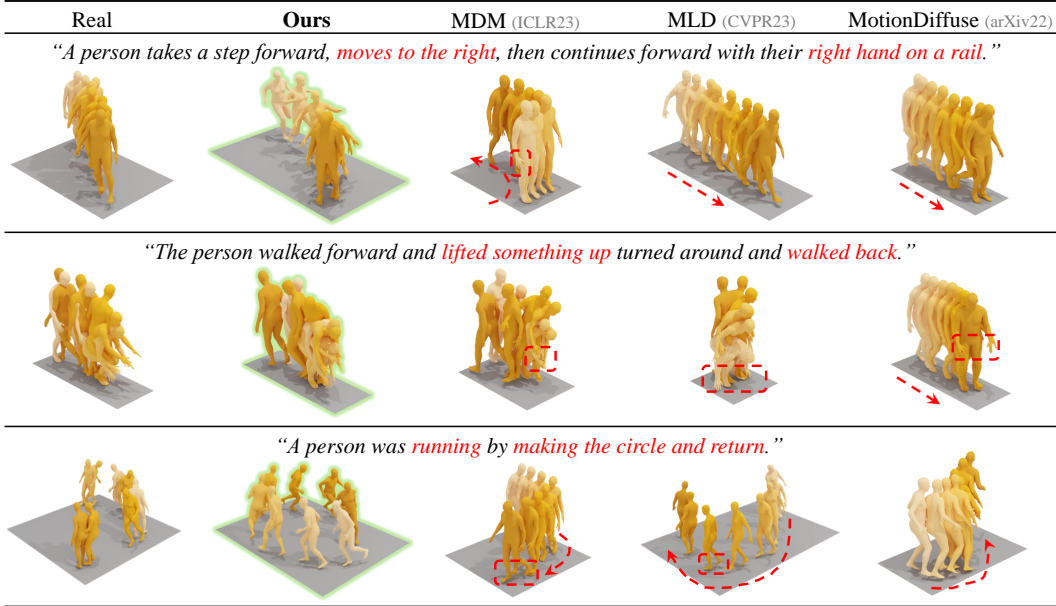 Real Ours MDM (ICLR23) MLD (CVPR23) MotionDiffuse (arXiv22)
“A person takes a step forward, moves to the right, then continues forward with their right hand on a rail.”
“The person walked forward and lifted something up turned around and walked back.”
“A person was running by making the circle and return.”